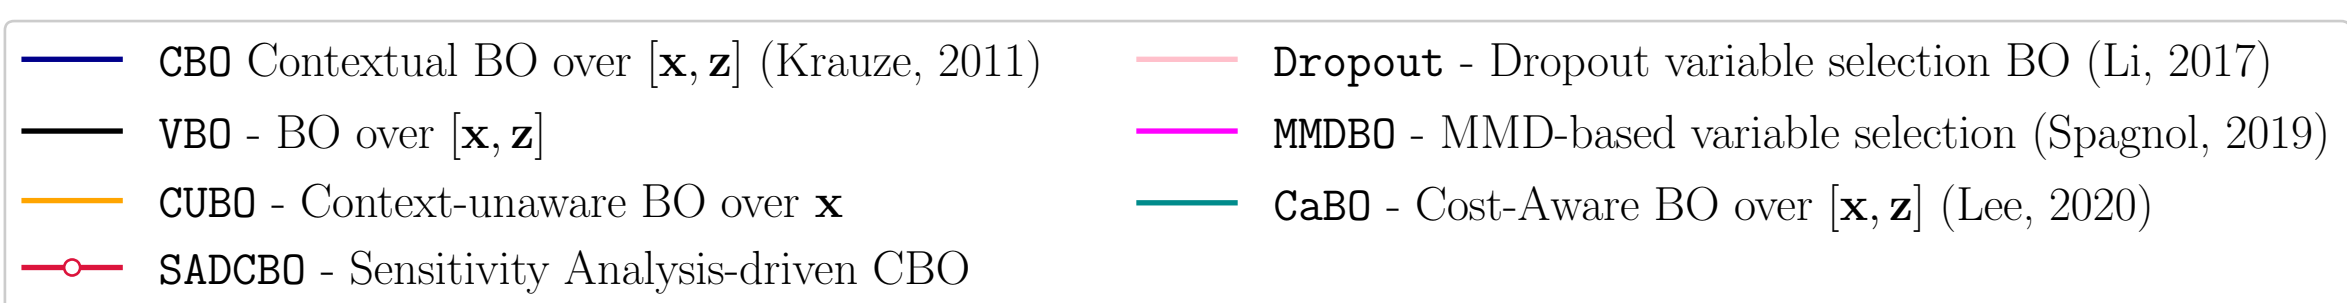 CBO Contextual BO over [x, z] (Krauze, 2011)
VBO - BO over [x, z]
CUBO - Context-unaware BO over x
SADCBO - Sensitivity Analysis-driven CBO
Dropout - Dropout variable selection BO (Li, 2017)
MMDBO - MMD-based variable selection (Spagnol, 2019)
CaBO - Cost-Aware BO over [x, z] (Lee, 2020)